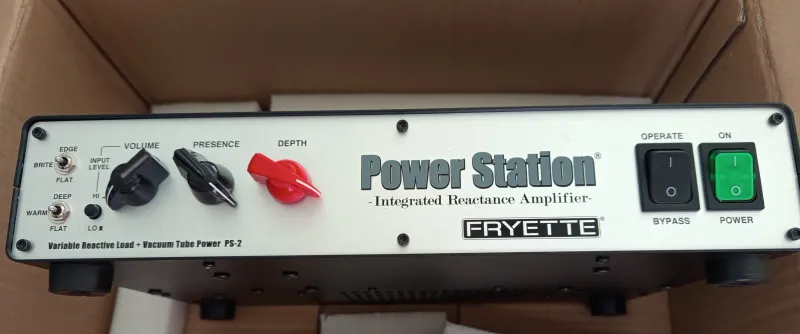 EDGE
BRITE
FLAT
DEEP
WARM
FLAT
INPUT
LEVEL
HI
LO
VOLUME
PRESENCE
DEPTH
Variable Reactive Load + Vacuum Tube Power PS-2
Power Station®
-Integrated Reactance Amplifier-
FRYETTE®
OPERATE
I
O
BYPASS
ON
I
O
POWER